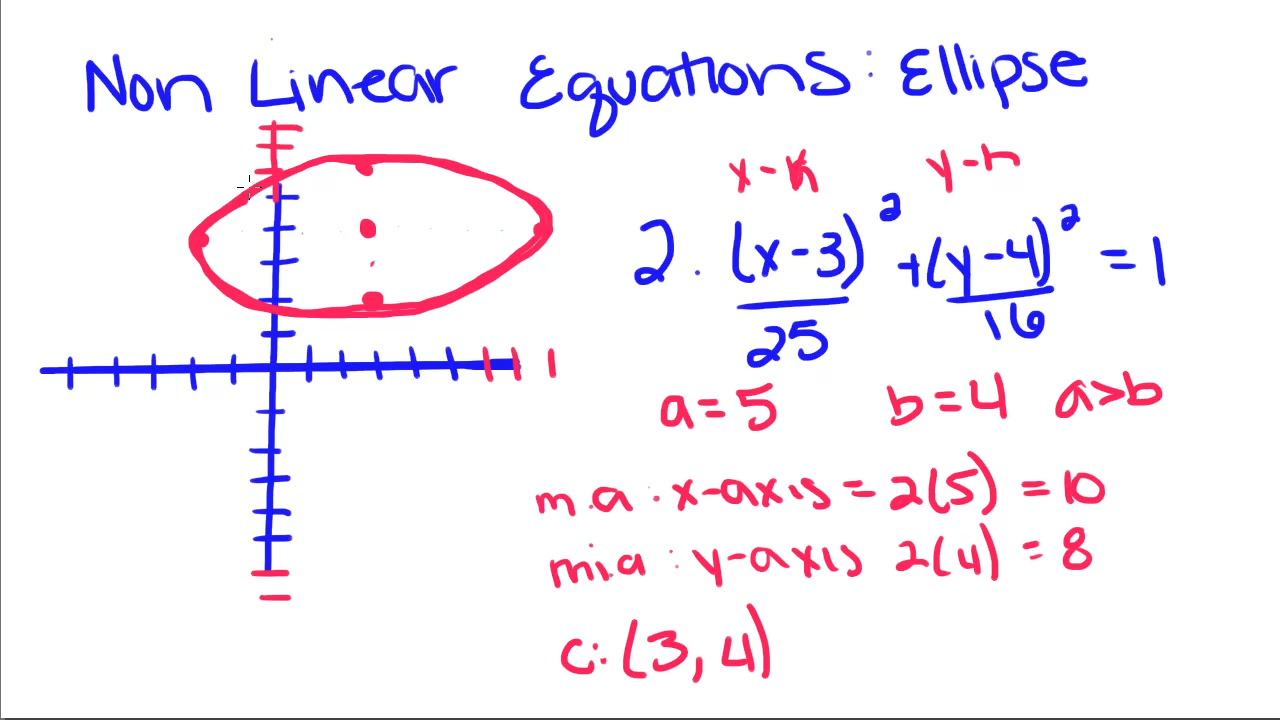 Non Linear Equations: Ellipse
x-h y-h
2. (x-3)²/25 + (y-4)²/16 = 1
a=5 b=4 a>b
m.a : x-axis = 2(5) = 10
mi.a : y-axis 2(4) = 8
c: (3, 4)